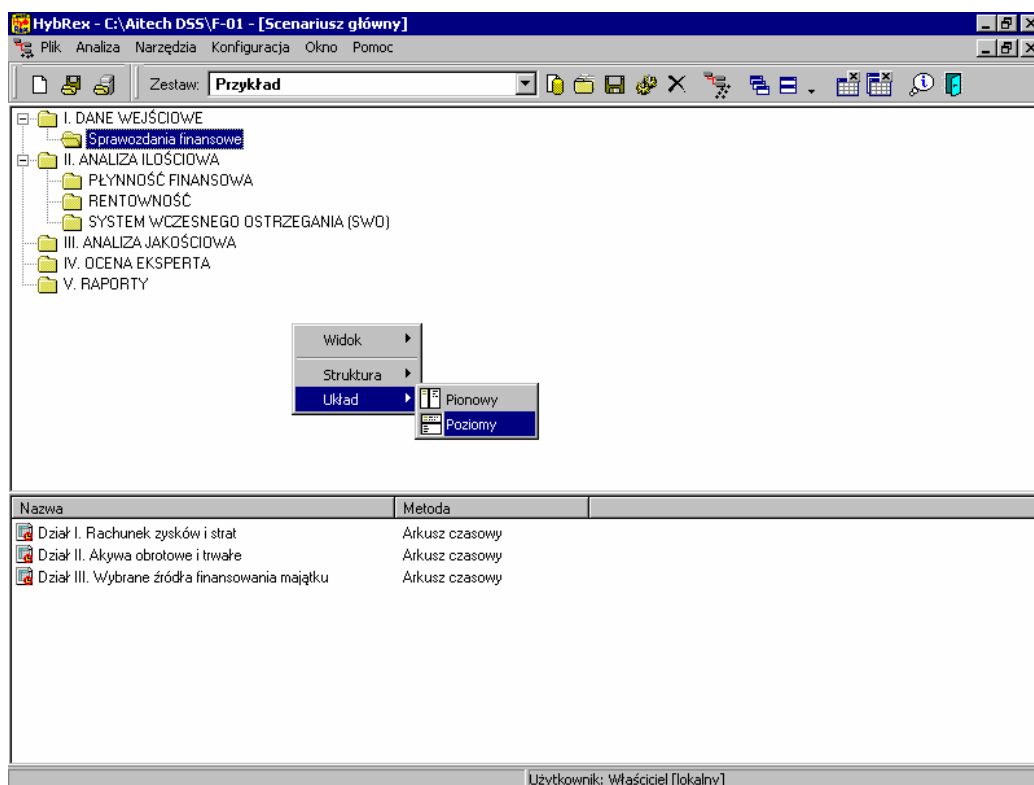 HybRex - C:\Aitech DSS\F-01 - [Scenariusz główny]
Plik Analiza Narzędzia Konfiguracja Okno Pomoc
Zestaw: Przykład
I. DANE WEJŚCIOWE
Sprawozdania finansowe
II. ANALIZA ILOŚCIOWA
PŁYNNOŚĆ FINANSOWA
RENTOWNOŚĆ
SYSTEM WCZESNEGO OSTRZEGANIA (SWO)
III. ANALIZA JAKOŚCIOWA
IV. OCENA EKSPERTA
V. RAPORTY
Widok
Struktura
Układ
Pionowy
Poziomy
Nazwa Metoda
Dział I. Rachunek zysków i strat Arkusz czasowy
Dział II. Akywa obrotowe i trwałe Arkusz czasowy
Dział III. Wybrane źródła finansowania majątku Arkusz czasowy
Użytkownik: Właściciel [lokalny]